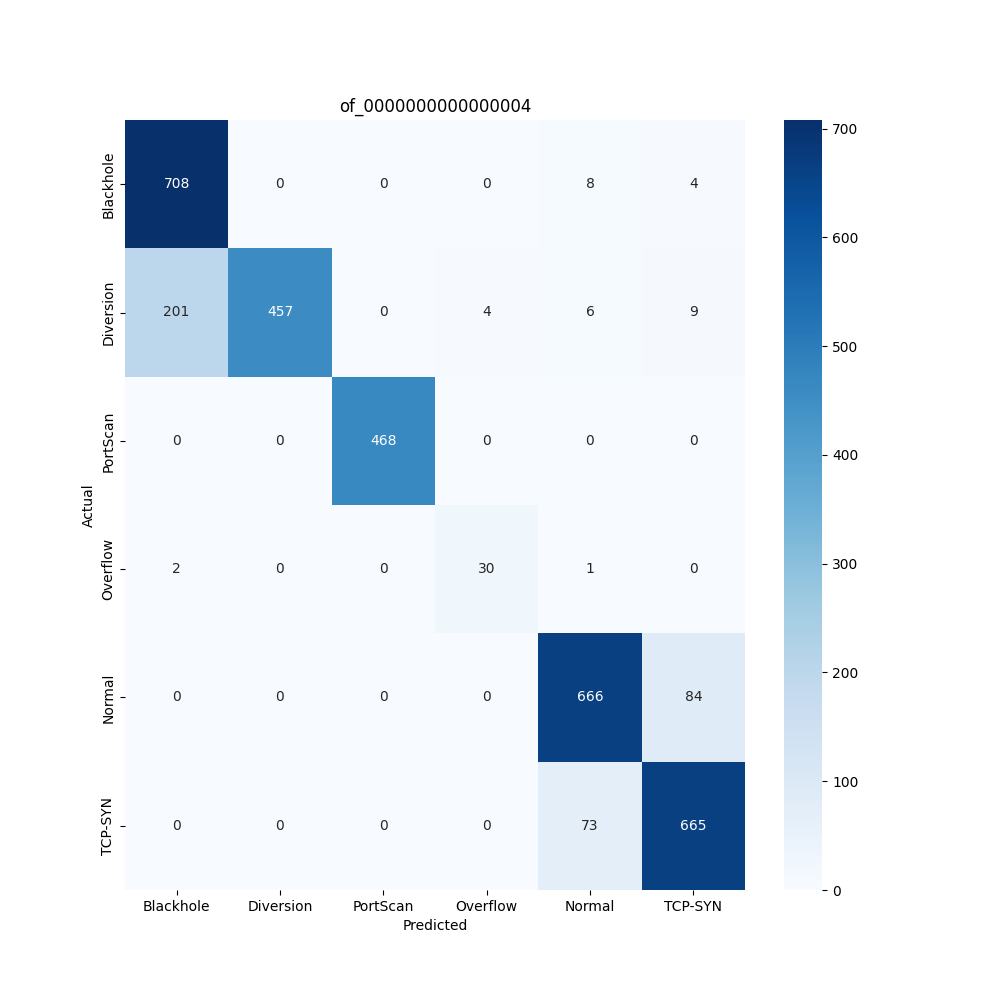 of_0000000000000004
Blackhole 708 0 0 0 8 4
Diversion 201 457 0 4 6 9
PortScan 0 0 468 0 0 0
Overflow 2 0 0 30 1 0
Normal 0 0 0 0 666 84
TCP-SYN 0 0 0 0 73 665
Actual
Blackhole Diversion PortScan Overflow Normal TCP-SYN
Predicted
700
600
500
400
300
200
100
0